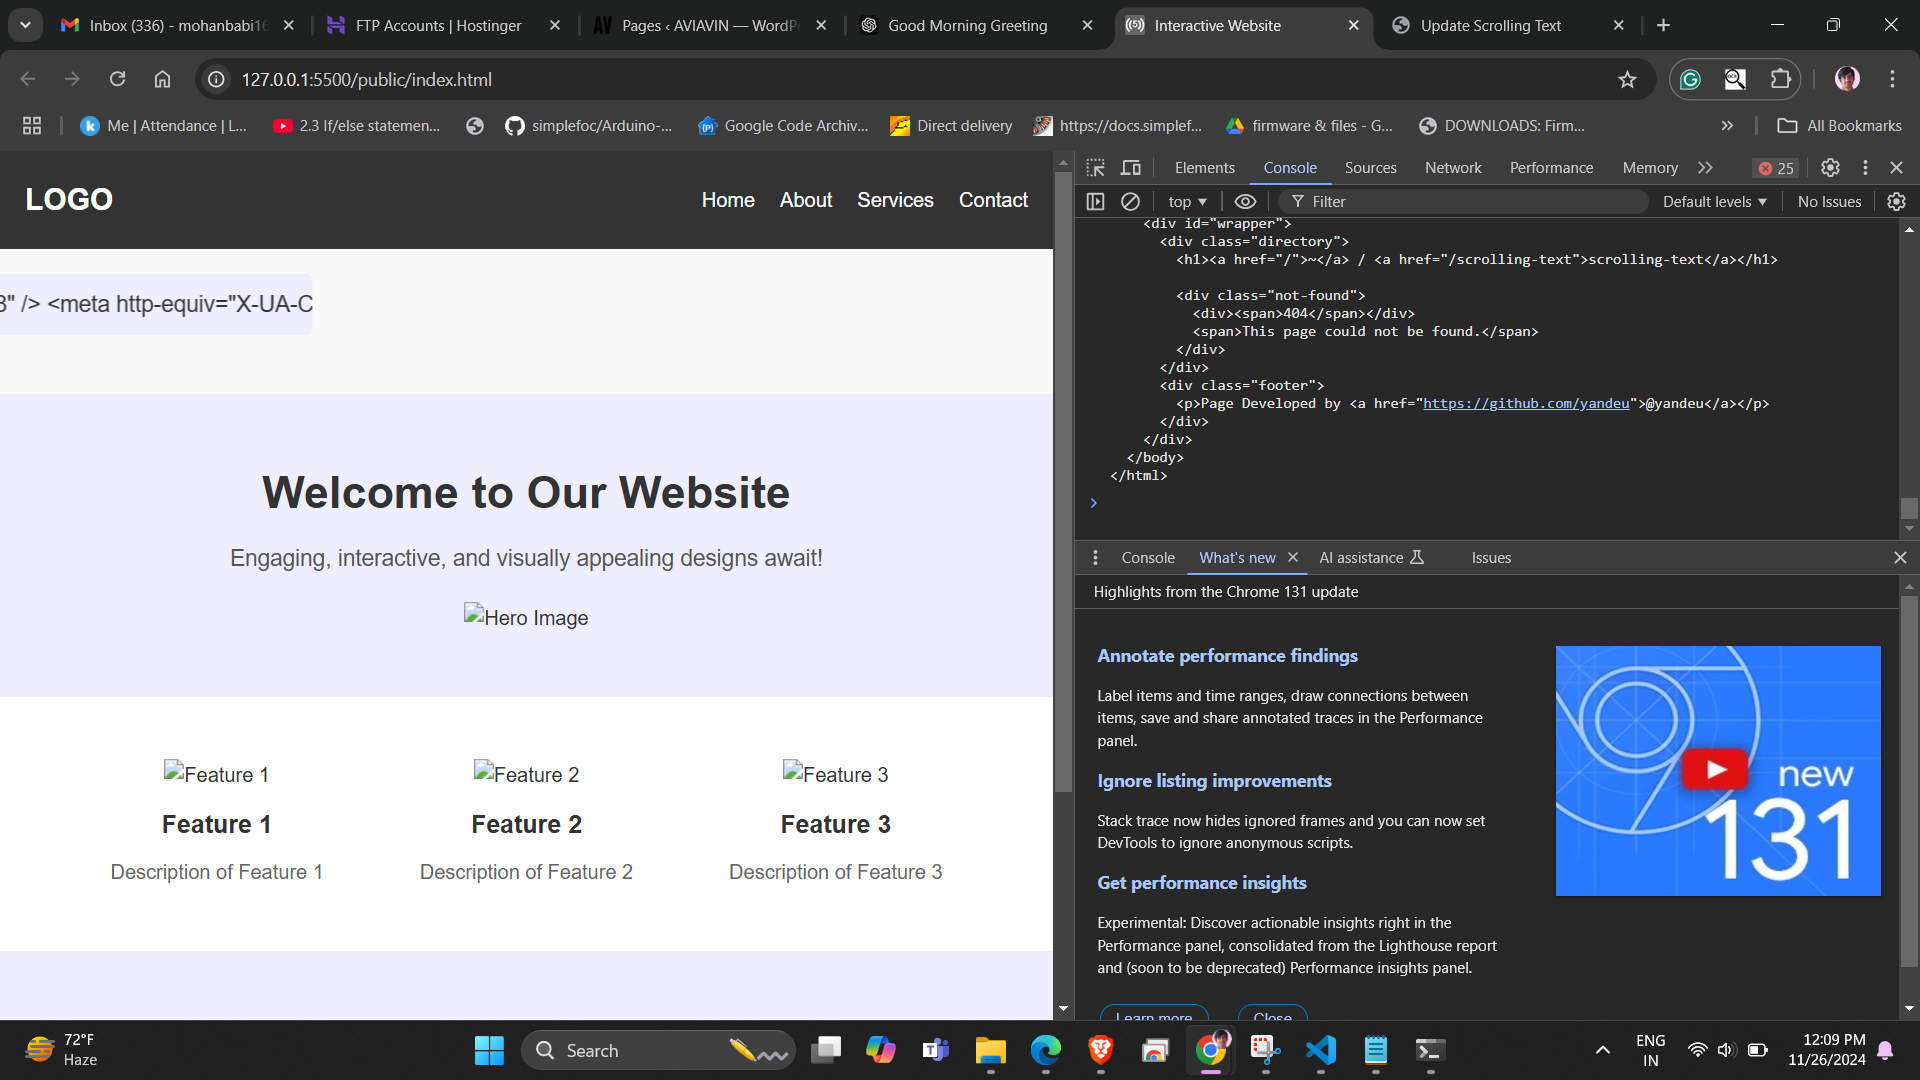 Inbox (336) - mohanbabi16
FTP Accounts | Hostinger
Pages ‹ AVIAVIN — WordPr
Good Morning Greeting
Interactive Website
Update Scrolling Text
127.0.0.1:5500/public/index.html
Me | Attendance | L...
2.3 If/else statemen...
simplefoc/Arduino-...
Google Code Archiv...
Direct delivery
https://docs.simplef...
firmware & files - G...
DOWNLOADS: Firm...
All Bookmarks
LOGO
Home About Services Contact
3" /> <meta http-equiv="X-UA-C
Welcome to Our Website
Engaging, interactive, and visually appealing designs await!
Hero Image
Feature 1
Feature 2
Feature 3
Feature 1
Feature 2
Feature 3
Description of Feature 1
Description of Feature 2
Description of Feature 3
Elements Console Sources Network Performance Memory 25
top Filter Default levels No Issues
<div id="wrapper">
<div class="directory">
<h1><a href="/">~</a> / <a href="/scrolling-text">scrolling-text</a></h1>
<div class="not-found">
<div><span>404</span></div>
<span>This page could not be found.</span>
</div>
</div>
<div class="footer">
<p>Page Developed by <a href="https://github.com/yandeu">@yandeu</a></p>
</div>
</div>
</body>
</html>
Console What's new AI assistance Issues
Highlights from the Chrome 131 update
Annotate performance findings
Label items and time ranges, draw connections between
items, save and share annotated traces in the Performance
panel.
Ignore listing improvements
Stack trace now hides ignored frames and you can now set
DevTools to ignore anonymous scripts.
Get performance insights
Experimental: Discover actionable insights right in the
Performance panel, consolidated from the Lighthouse report
and (soon to be deprecated) Performance insights panel.
new
131
Learn more Close
72°F
Haze
Search
ENG
IN
12:09 PM
11/26/2024